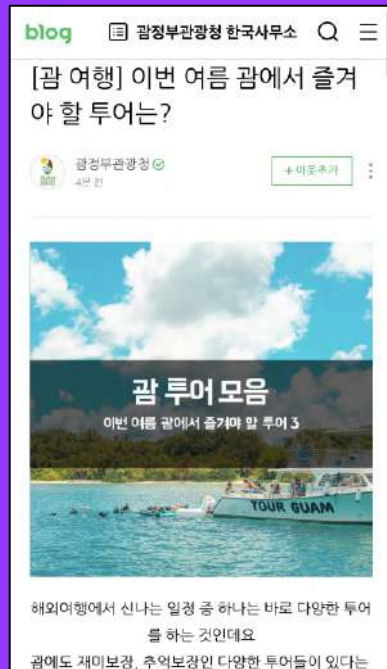 blog 괌정부관광청 한국사무소
[괌 여행] 이번 여름 괌에서 즐겨
야 할 투어는?
괌정부관광청
4분 전
+이웃추가
괌 투어 모음
이번 여름 괌에서 즐겨야 할 투어 3
YOUR GUAM
해외여행에서 신나는 일정 중 하나는 바로 다양한 투어
를 하는 것인데요
괌에도 재미보장, 추억보장인 다양한 투어들이 있다는